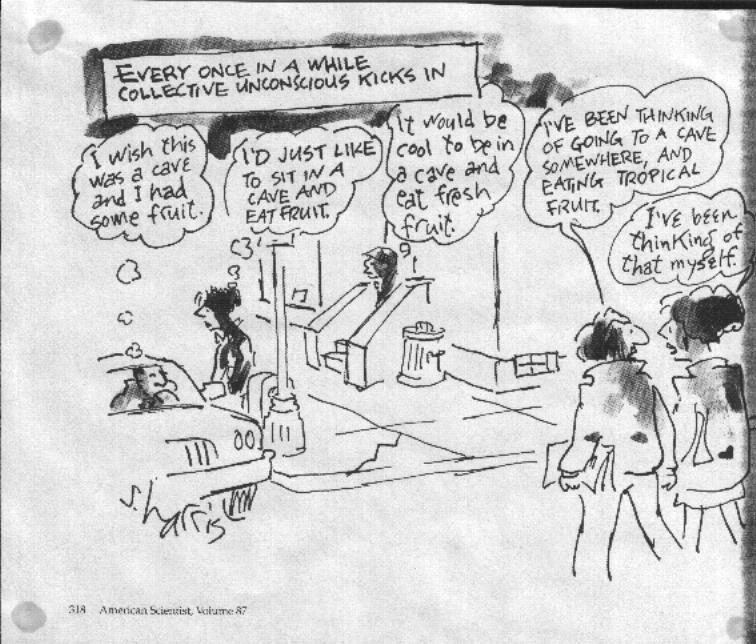 EVERY ONCE IN A WHILE
COLLECTIVE UNCONSCIOUS KICKS IN
I wish this
was a cave
and I had
some fruit.
I'D JUST LIKE
TO SIT IN A
CAVE AND
EAT FRUIT.
It would be
cool to be in
a cave and
eat fresh
fruit.
I'VE BEEN THINKING
OF GOING TO A CAVE
SOMEWHERE, AND
EATING TROPICAL
FRUIT.
I've been
thinking of
that myself.
S. Harris
318 American Scientist, Volume 87